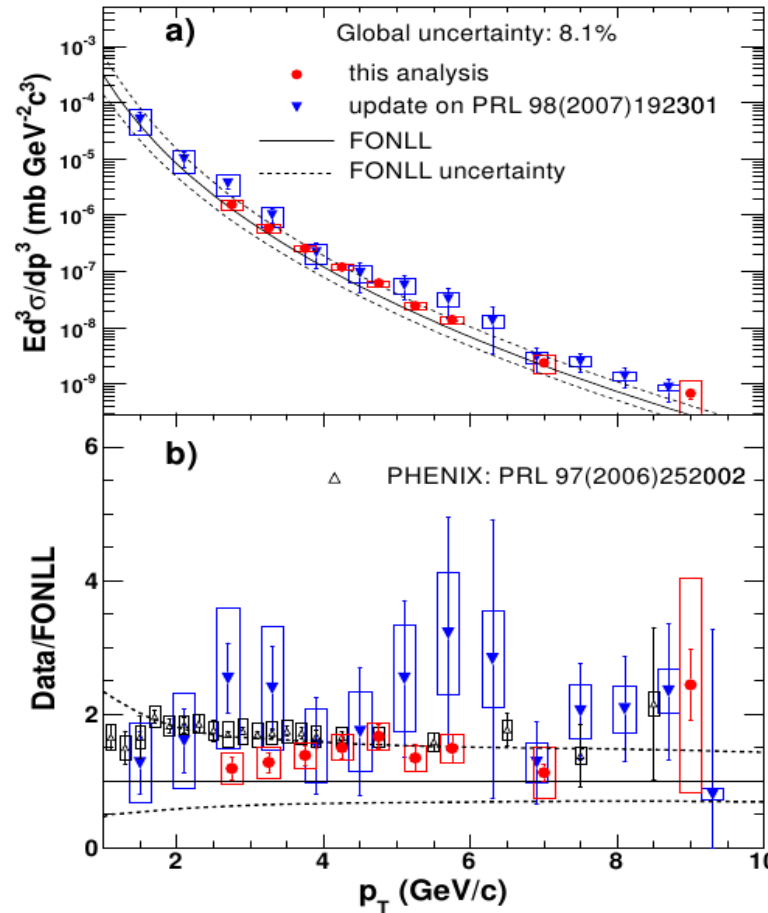 a)
Global uncertainty: 8.1%
this analysis
update on PRL 98(2007)192301
FONLL
FONLL uncertainty
Ed³σ/dp³ (mb GeV⁻²c³)
10⁻³
10⁻⁴
10⁻⁵
10⁻⁶
10⁻⁷
10⁻⁸
10⁻⁹
b)
PHENIX: PRL 97(2006)252002
Data/FONLL
6
4
2
0
2 4 6 8 10
p_T (GeV/c)